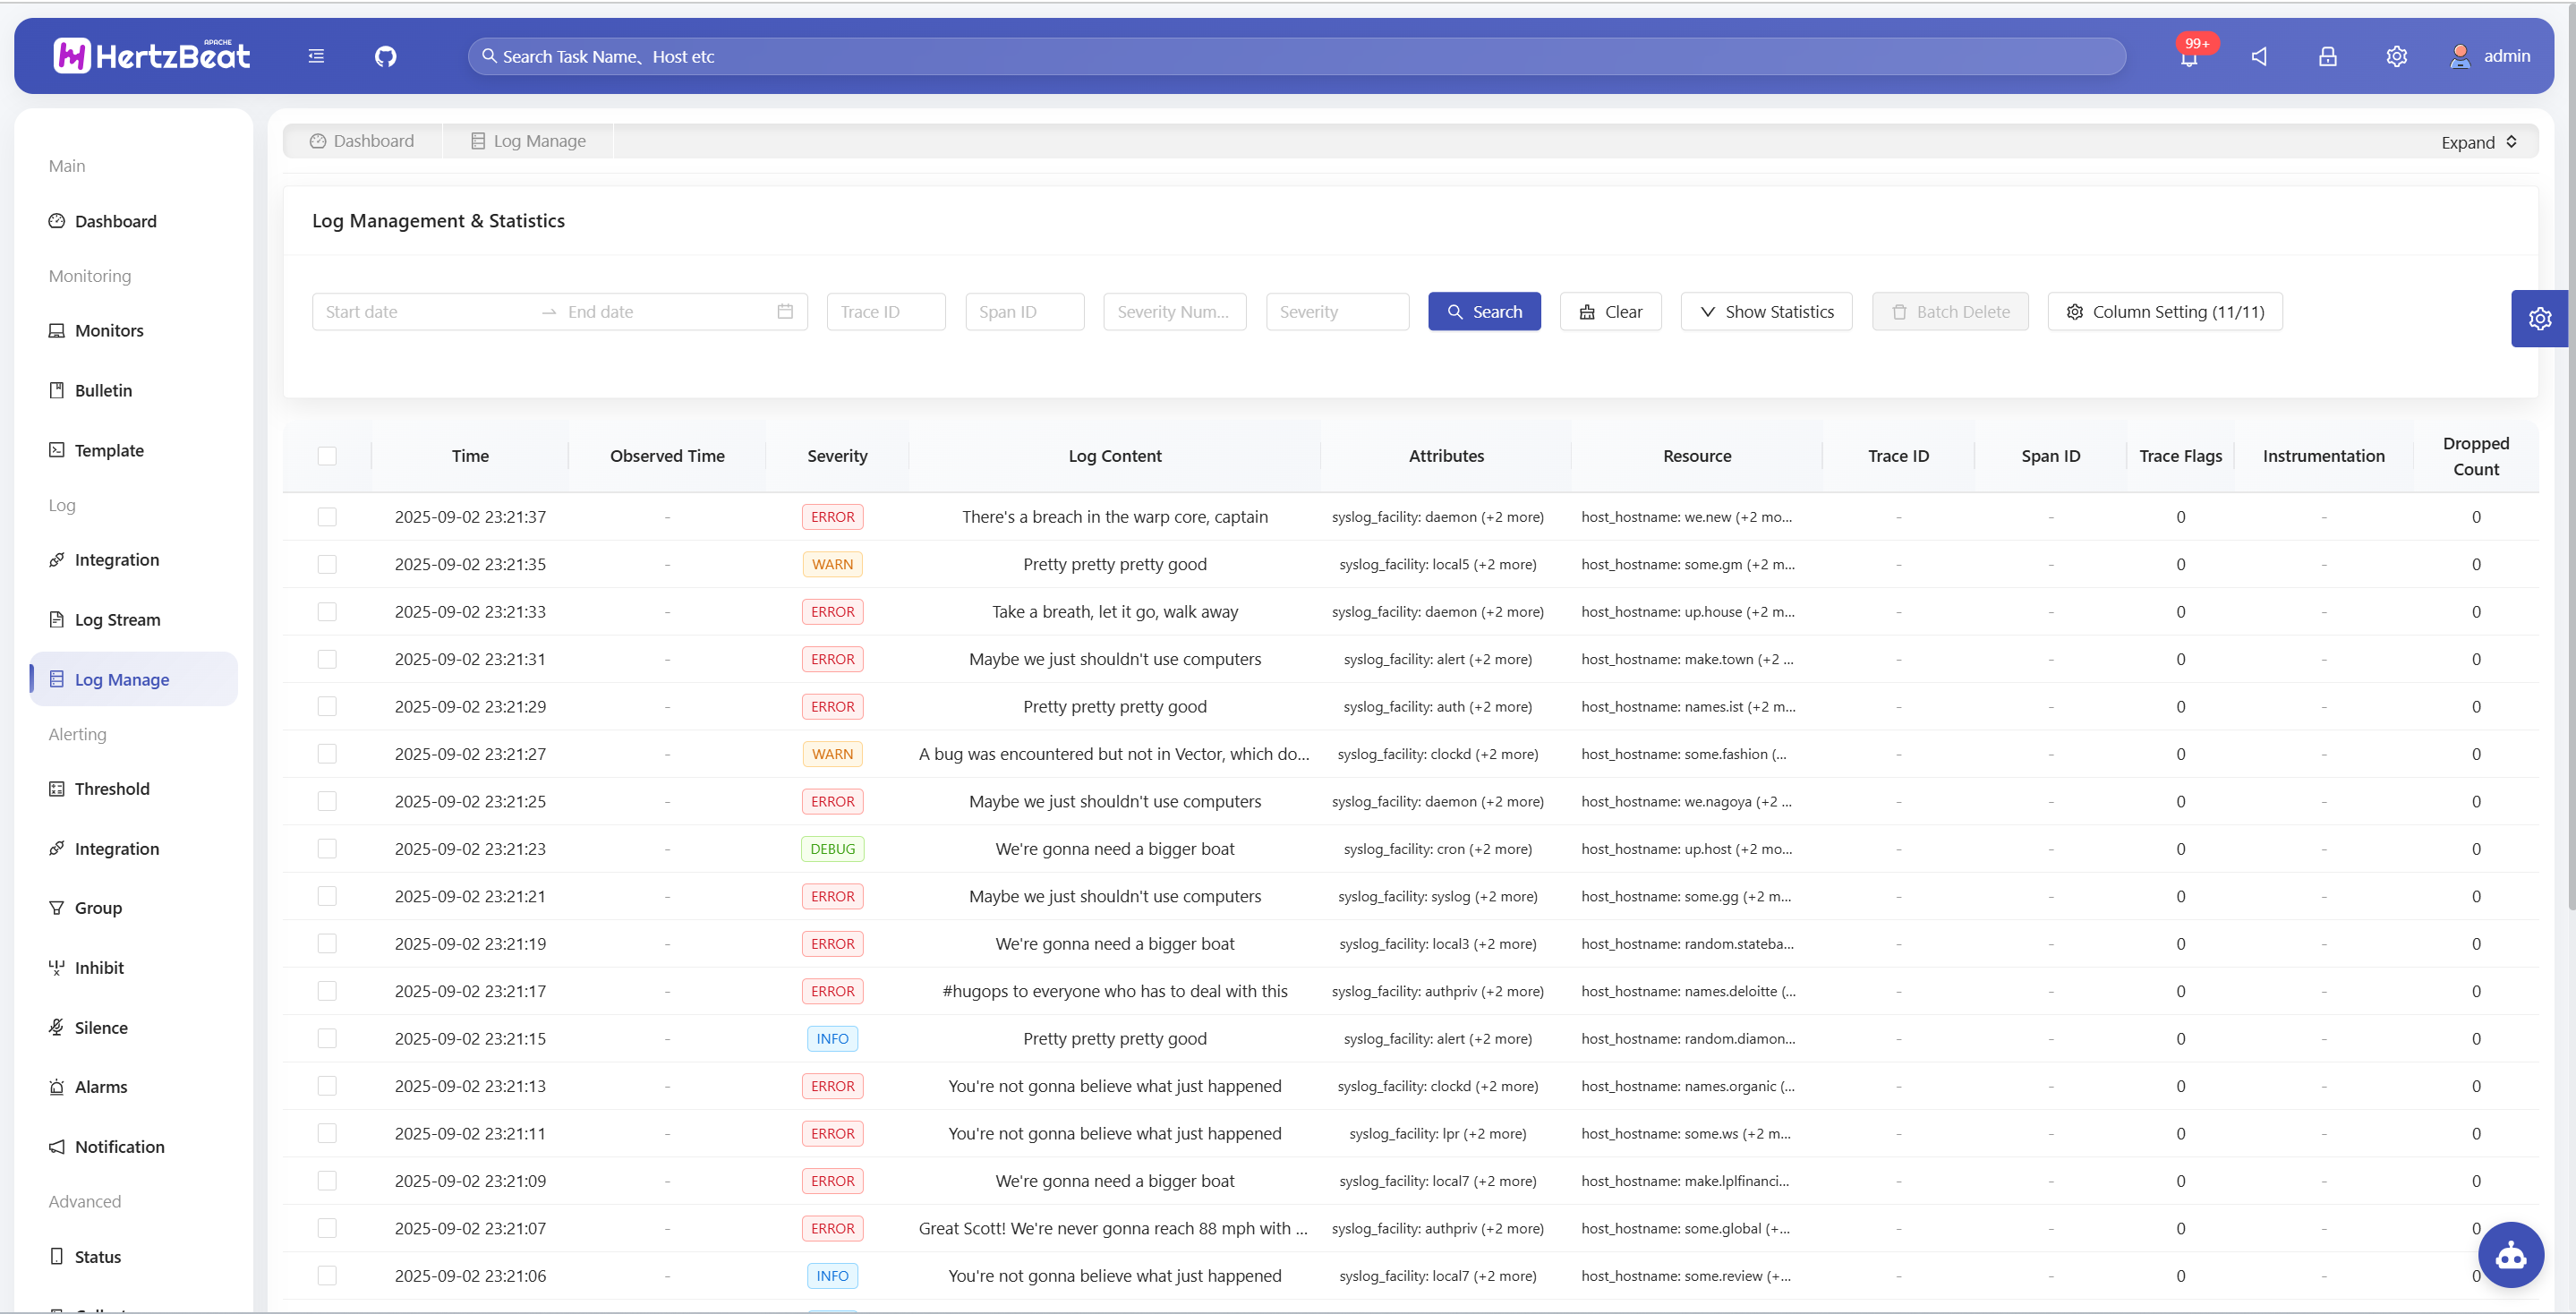 APACHE
HertzBeat
Search Task Name、Host etc
99+
admin
Main
Dashboard
Monitoring
Monitors
Bulletin
Template
Log
Integration
Log Stream
Log Manage
Alerting
Threshold
Integration
Group
Inhibit
Silence
Alarms
Notification
Advanced
Status
Dashboard Log Manage Expand
Log Management & Statistics
Start date → End date Trace ID Span ID Severity Num... Severity Search Clear Show Statistics Batch Delete Column Setting (11/11)
Time Observed Time Severity Log Content Attributes Resource Trace ID Span ID Trace Flags Instrumentation Dropped Count
2025-09-02 23:21:37 - ERROR There's a breach in the warp core, captain syslog_facility: daemon (+2 more) host_hostname: we.new (+2 mo... - - 0 - 0
2025-09-02 23:21:35 - WARN Pretty pretty pretty good syslog_facility: local5 (+2 more) host_hostname: some.gm (+2 m... - - 0 - 0
2025-09-02 23:21:33 - ERROR Take a breath, let it go, walk away syslog_facility: daemon (+2 more) host_hostname: up.house (+2 m... - - 0 - 0
2025-09-02 23:21:31 - ERROR Maybe we just shouldn't use computers syslog_facility: alert (+2 more) host_hostname: make.town (+2 ... - - 0 - 0
2025-09-02 23:21:29 - ERROR Pretty pretty pretty good syslog_facility: auth (+2 more) host_hostname: names.ist (+2 m... - - 0 - 0
2025-09-02 23:21:27 - WARN A bug was encountered but not in Vector, which do... syslog_facility: clockd (+2 more) host_hostname: some.fashion (... - - 0 - 0
2025-09-02 23:21:25 - ERROR Maybe we just shouldn't use computers syslog_facility: daemon (+2 more) host_hostname: we.nagoya (+2 ... - - 0 - 0
2025-09-02 23:21:23 - DEBUG We're gonna need a bigger boat syslog_facility: cron (+2 more) host_hostname: up.host (+2 mo... - - 0 - 0
2025-09-02 23:21:21 - ERROR Maybe we just shouldn't use computers syslog_facility: syslog (+2 more) host_hostname: some.gg (+2 m... - - 0 - 0
2025-09-02 23:21:19 - ERROR We're gonna need a bigger boat syslog_facility: local3 (+2 more) host_hostname: random.stateba... - - 0 - 0
2025-09-02 23:21:17 - ERROR #hugops to everyone who has to deal with this syslog_facility: authpriv (+2 more) host_hostname: names.deloitte (... - - 0 - 0
2025-09-02 23:21:15 - INFO Pretty pretty pretty good syslog_facility: alert (+2 more) host_hostname: random.diamon... - - 0 - 0
2025-09-02 23:21:13 - ERROR You're not gonna believe what just happened syslog_facility: clockd (+2 more) host_hostname: names.organic (... - - 0 - 0
2025-09-02 23:21:11 - ERROR You're not gonna believe what just happened syslog_facility: lpr (+2 more) host_hostname: some.ws (+2 m... - - 0 - 0
2025-09-02 23:21:09 - ERROR We're gonna need a bigger boat syslog_facility: local7 (+2 more) host_hostname: make.lplfinanci... - - 0 - 0
2025-09-02 23:21:07 - ERROR Great Scott! We're never gonna reach 88 mph with ... syslog_facility: authpriv (+2 more) host_hostname: some.global (+... - - 0 - 0
2025-09-02 23:21:06 - INFO You're not gonna believe what just happened syslog_facility: local7 (+2 more) host_hostname: some.review (+... - - 0 - 0